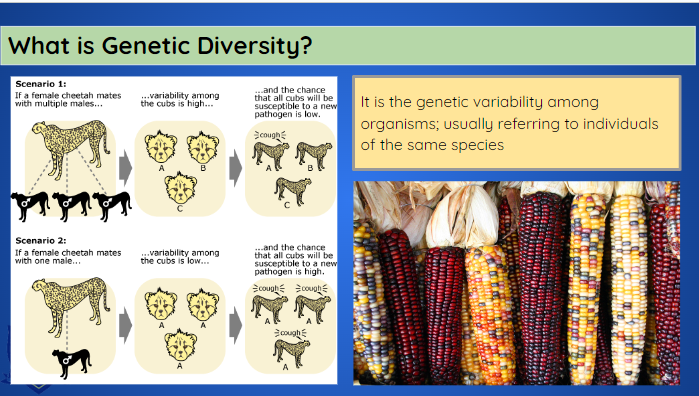 What is Genetic Diversity?
Scenario 1:
If a female cheetah mates
with multiple males...
...variability among
the cubs is high...
...and the chance
that all cubs will be
susceptible to a new
pathogen is low.
cough
A
B
C
A
B
C
Scenario 2:
If a female cheetah mates
with one male...
...variability among
the cubs is low...
...and the chance
that all cubs will be
susceptible to a new
pathogen is high.
cough
cough
A
A
A
A
A
cough
A
It is the genetic variability among
organisms; usually referring to individuals
of the same species